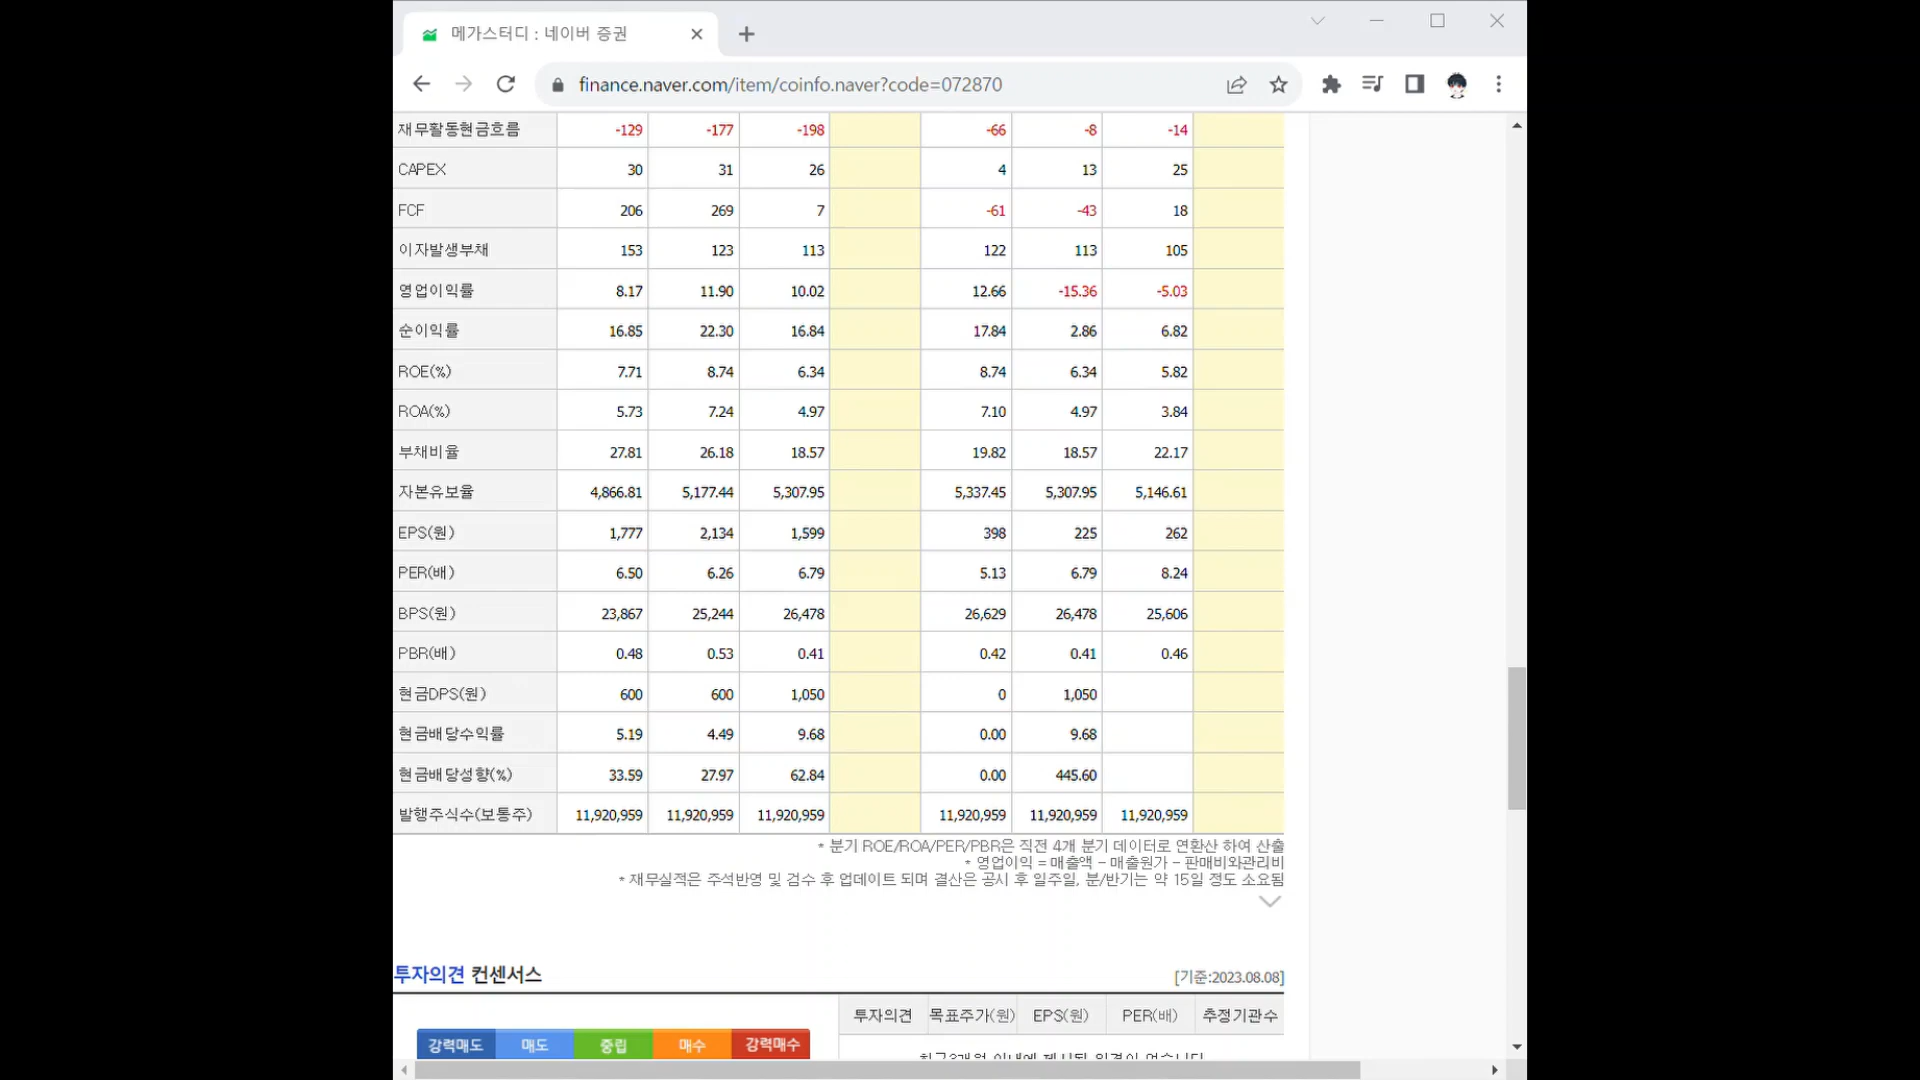 메가스터디 : 네이버 증권
finance.naver.com/item/coinfo.naver?code=072870
재무활동현금흐름 -129 -177 -198 -66 -8 -14
CAPEX 30 31 26 4 13 25
FCF 206 269 7 -61 -43 18
이자발생부채 153 123 113 122 113 105
영업이익률 8.17 11.90 10.02 12.66 -15.36 -5.03
순이익률 16.85 22.30 16.84 17.84 2.86 6.82
ROE(%) 7.71 8.74 6.34 8.74 6.34 5.82
ROA(%) 5.73 7.24 4.97 7.10 4.97 3.84
부채비율 27.81 26.18 18.57 19.82 18.57 22.17
자본유보율 4,866.81 5,177.44 5,307.95 5,337.45 5,307.95 5,146.61
EPS(원) 1,777 2,134 1,599 398 225 262
PER(배) 6.50 6.26 6.79 5.13 6.79 8.24
BPS(원) 23,867 25,244 26,478 26,629 26,478 25,606
PBR(배) 0.48 0.53 0.41 0.42 0.41 0.46
현금DPS(원) 600 600 1,050 0 1,050
현금배당수익률 5.19 4.49 9.68 0.00 9.68
현금배당성향(%) 33.59 27.97 62.84 0.00 445.60
발행주식수(보통주) 11,920,959 11,920,959 11,920,959 11,920,959 11,920,959 11,920,959
* 분기 ROE/ROA/PER/PBR은 직전 4개 분기 데이터로 연환산 하여 산출
* 영업이익 = 매출액 - 매출원가 - 판매비와관리비
* 재무실적은 주석반영 및 검수 후 업데이트 되며 결산은 공시 후 일주일, 분/반기는 약 15일 정도 소요됨
투자의견 컨센서스 [기준:2023.08.08]
투자의견 목표주가(원) EPS(원) PER(배) 추정기관수
강력매도 매도 중립 매수 강력매수